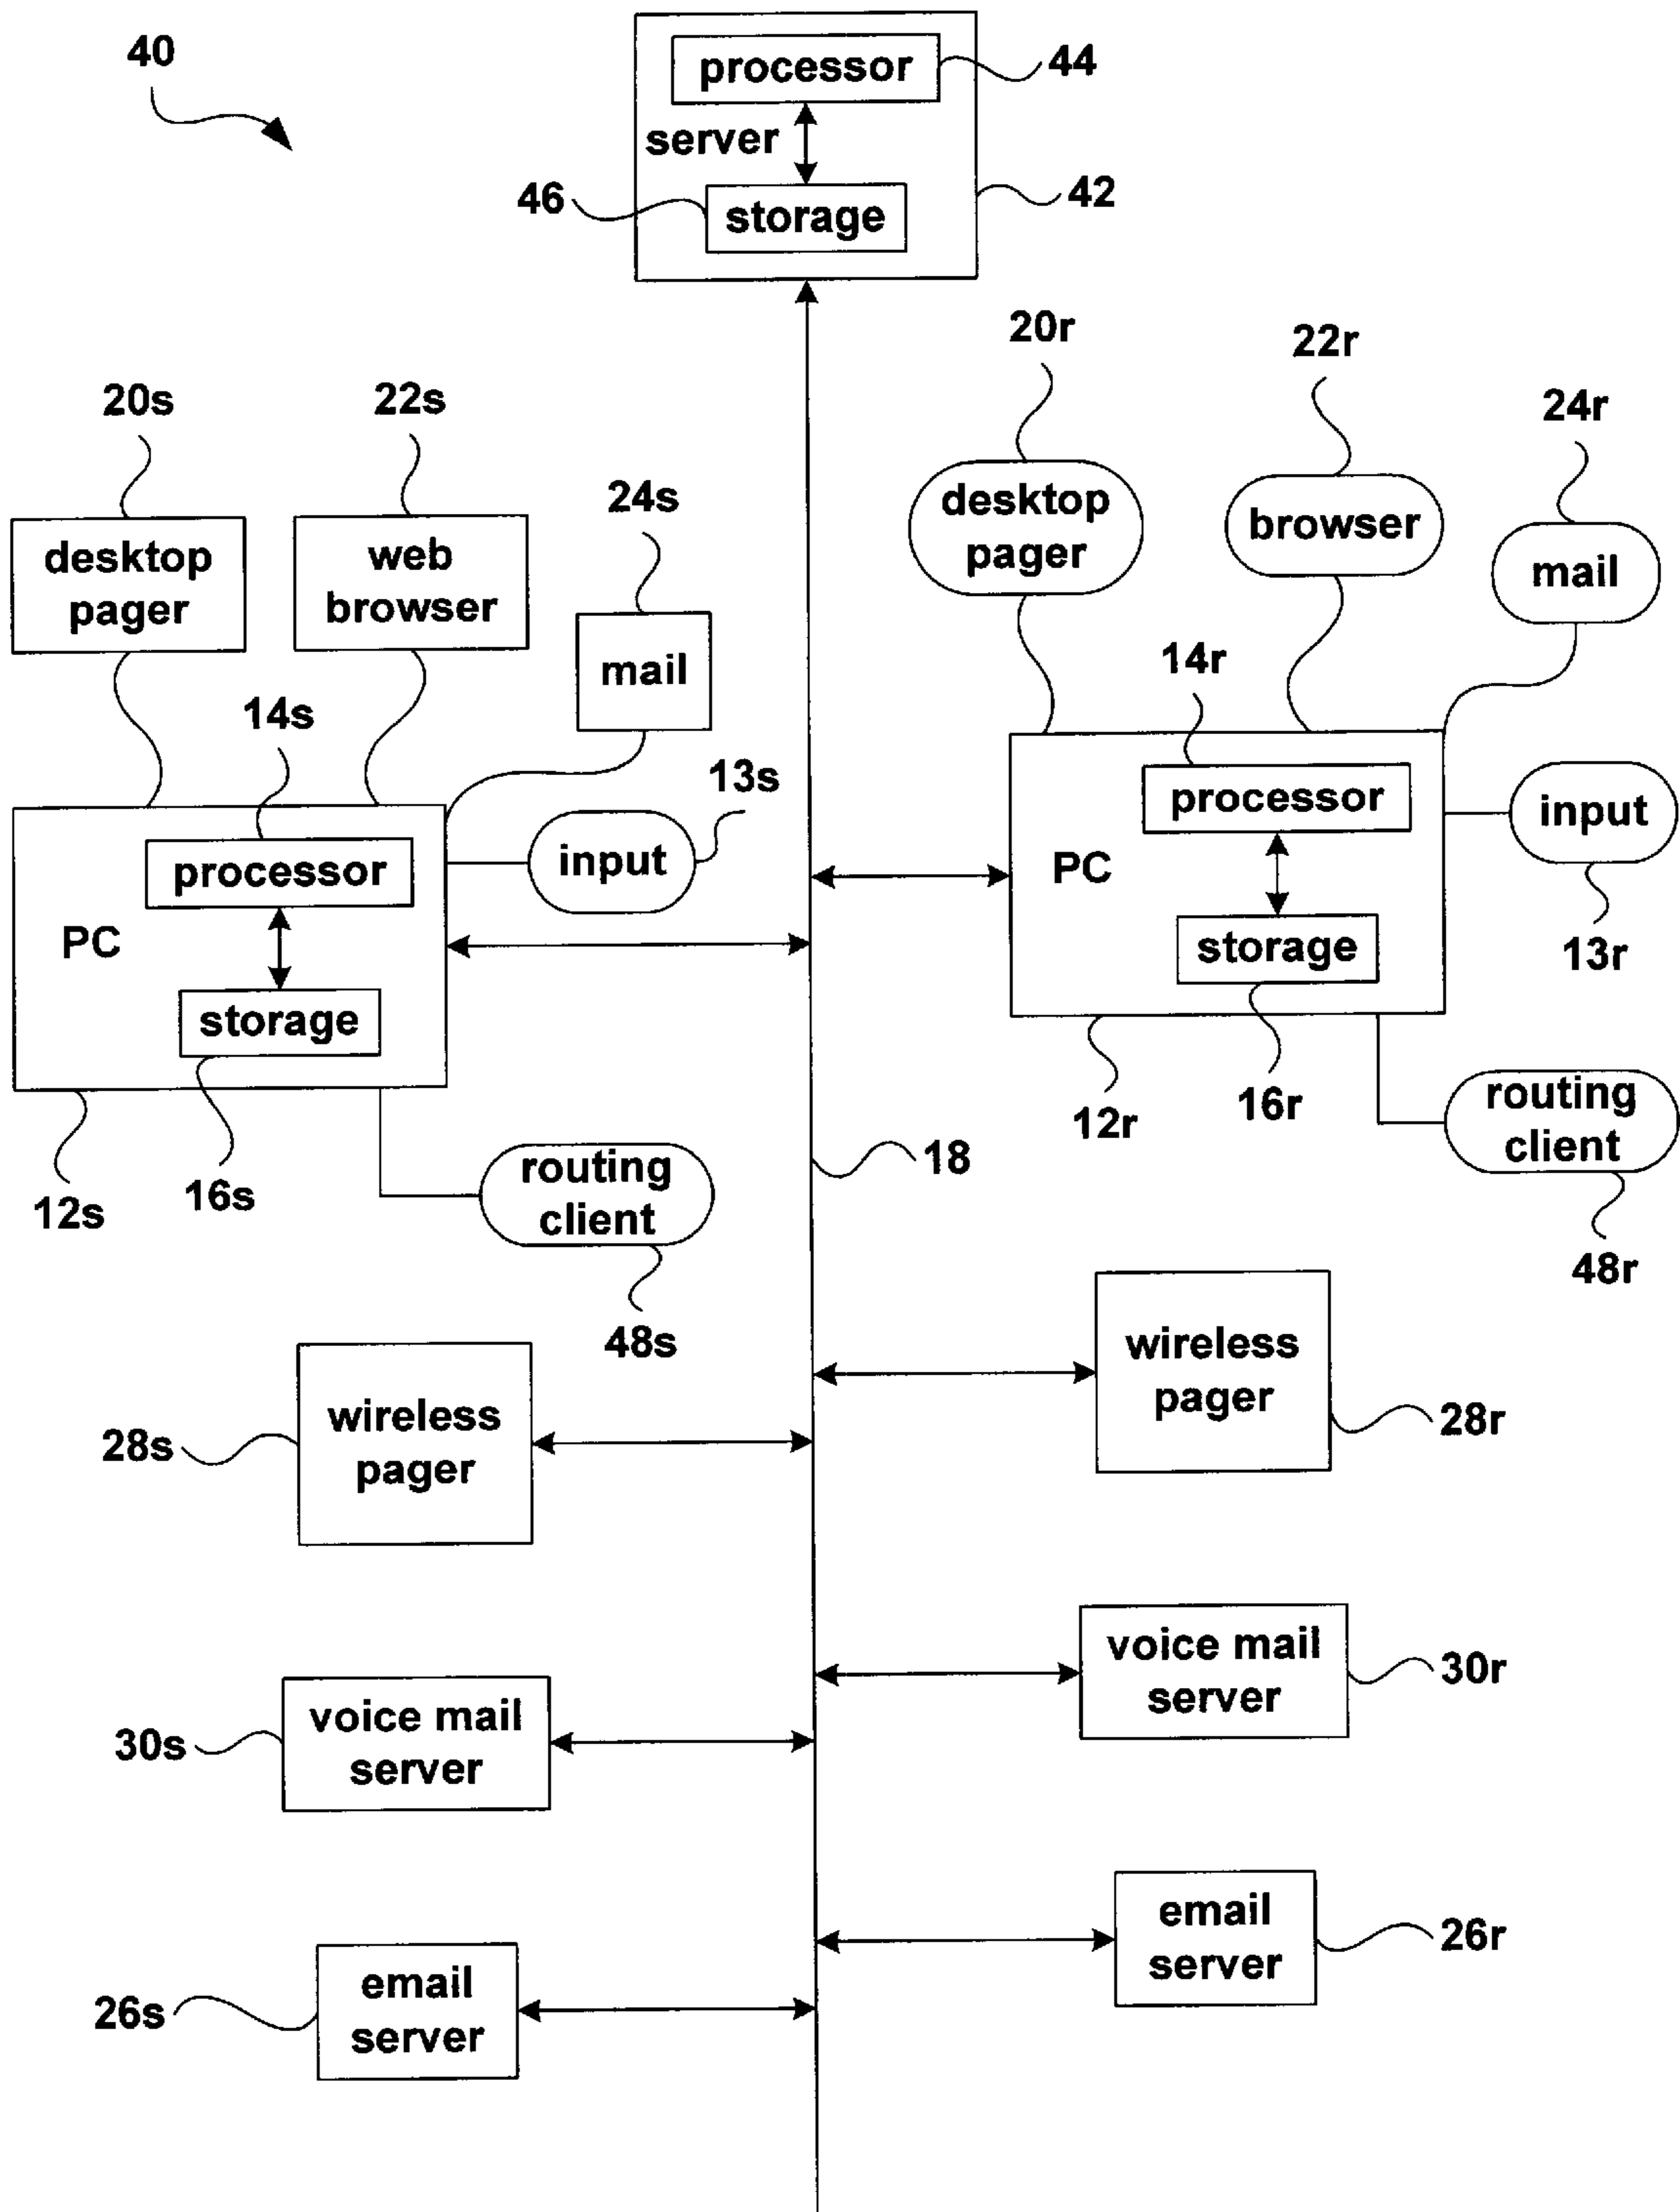 40
processor
44
server
46
storage
42
20r
22r
24r
20s
22s
24s
desktop
pager
browser
mail
desktop
pager
web
browser
mail
14r
14s
13s
processor
input
PC
processor
input
PC
storage
13r
storage
12r
16r
routing
client
18
12s
16s
routing
client
48r
48s
wireless
pager
28r
wireless
pager
28s
voice mail
server
30r
voice mail
server
30s
email
server
26r
email
server
26s